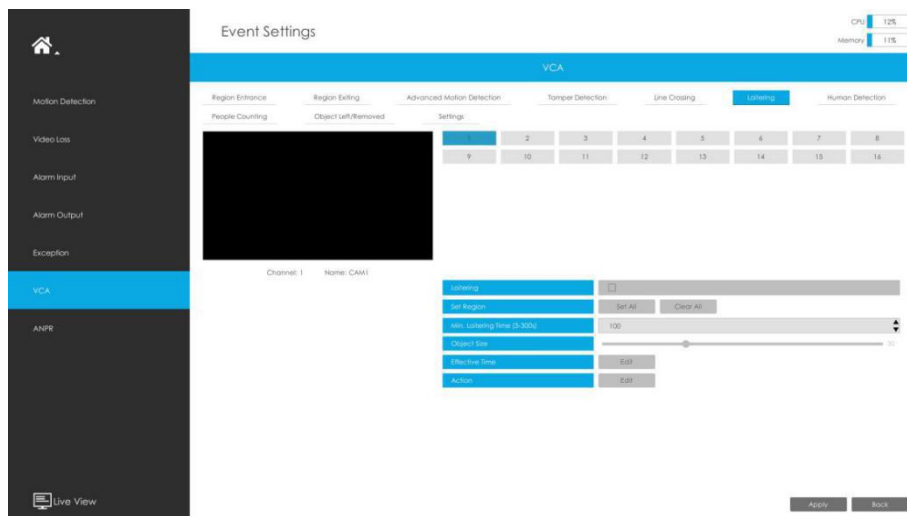 Event Settings
CPU 12%
Memory 11%
VCA
Motion Detection
Video Loss
Alarm Input
Alarm Output
Exception
VCA
ANPR
Live View
Region Entrance Region Exiting Advanced Motion Detection Tamper Detection Line Crossing Loitering Human Detection
People Counting Object Left/Removed Settings
1 2 3 4 5 6 7 8
9 10 11 12 13 14 15 16
Channel: 1 Name: CAM1
Loitering
Set Region Set All Clear All
Min. Loitering Time (3-300s) 100
Object Size 30
Effective Time Edit
Action Edit
Apply Back